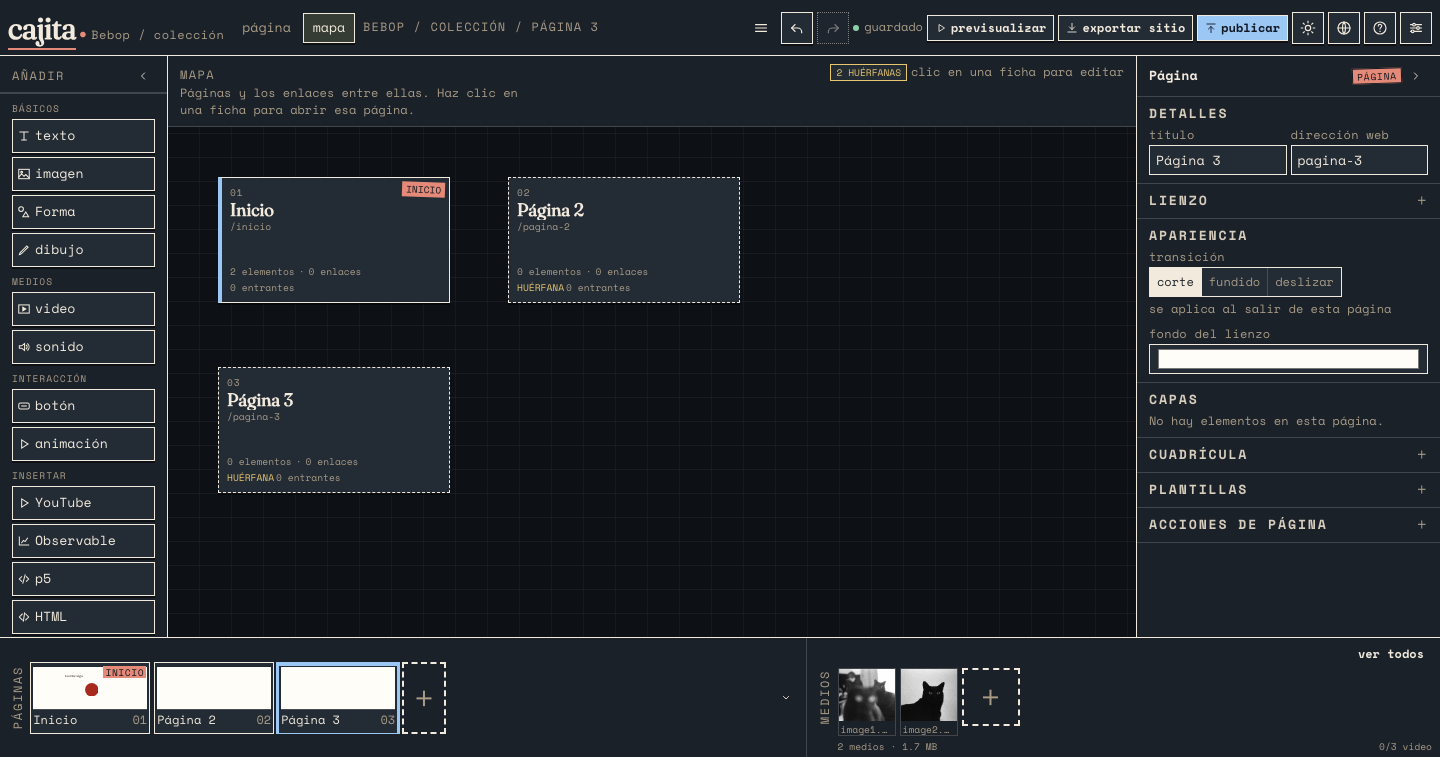 cajita
Bebop / colección
página
mapa
BEBOP / COLECCIÓN / PÁGINA 3
guardado
previsualizar
exportar sitio
publicar
AÑADIR
BÁSICOS
texto
imagen
Forma
dibujo
MEDIOS
video
sonido
INTERACCIÓN
botón
animación
INSERTAR
YouTube
Observable
p5
HTML
MAPA
Páginas y los enlaces entre ellas. Haz clic en
una ficha para abrir esa página.
2 HUÉRFANAS clic en una ficha para editar
01
INICIO
Inicio
/inicio
2 elementos · 0 enlaces
0 entrantes
02
Página 2
/pagina-2
0 elementos · 0 enlaces
HUÉRFANA 0 entrantes
03
Página 3
/pagina-3
0 elementos · 0 enlaces
HUÉRFANA 0 entrantes
Página
PÁGINA
DETALLES
título
dirección web
Página 3
pagina-3
LIENZO
APARIENCIA
transición
corte
fundido
deslizar
se aplica al salir de esta página
fondo del lienzo
CAPAS
No hay elementos en esta página.
CUADRÍCULA
PLANTILLAS
ACCIONES DE PÁGINA
PÁGINAS
INICIO
Inicio 01
Página 2 02
Página 3 03
ver todos
MEDIOS
image1.…
image2.…
2 medios · 1.7 MB
0/3 video